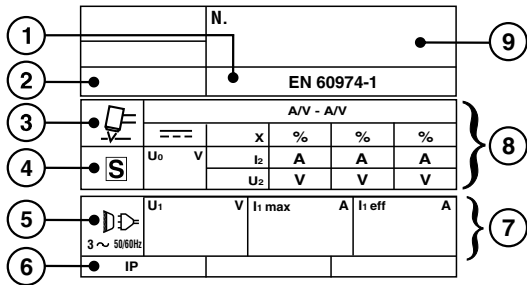 N.
1
9
2
EN 60974-1
3
A/V - A/V
X % % %
8
4
S
U0 V
I2 A A A
U2 V V V
5
U1 V I1 max A I1 eff A
7
3 ~ 50/60Hz
6
IP